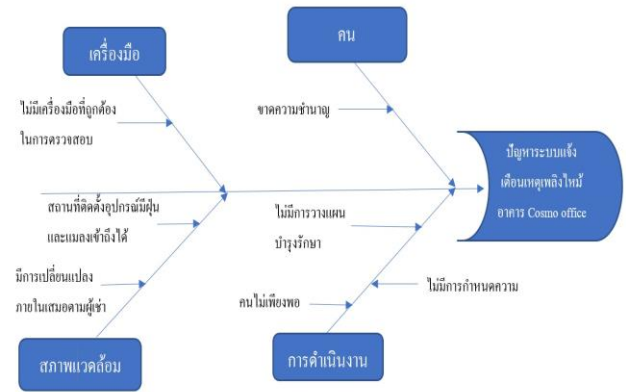 เครื่องมือ
คน
ไม่มีเครื่องมือที่ถูกต้อง
ในการตรวจสอบ
ขาดความชำนาญ
ปัญหาระบบแจ้ง
เตือนเหตุเพลิงไหม้
อาคาร Cosmo office
สถานที่ติดตั้งอุปกรณ์มีฝุ่น
และแมลงเข้าถึงได้
ไม่มีการวางแผน
บำรุงรักษา
มีการเปลี่ยนแปลง
ภายในเสมอตามผู้เช่า
คนไม่เพียงพอ
ไม่มีการกำหนดความ
สภาพแวดล้อม
การดำเนินงาน